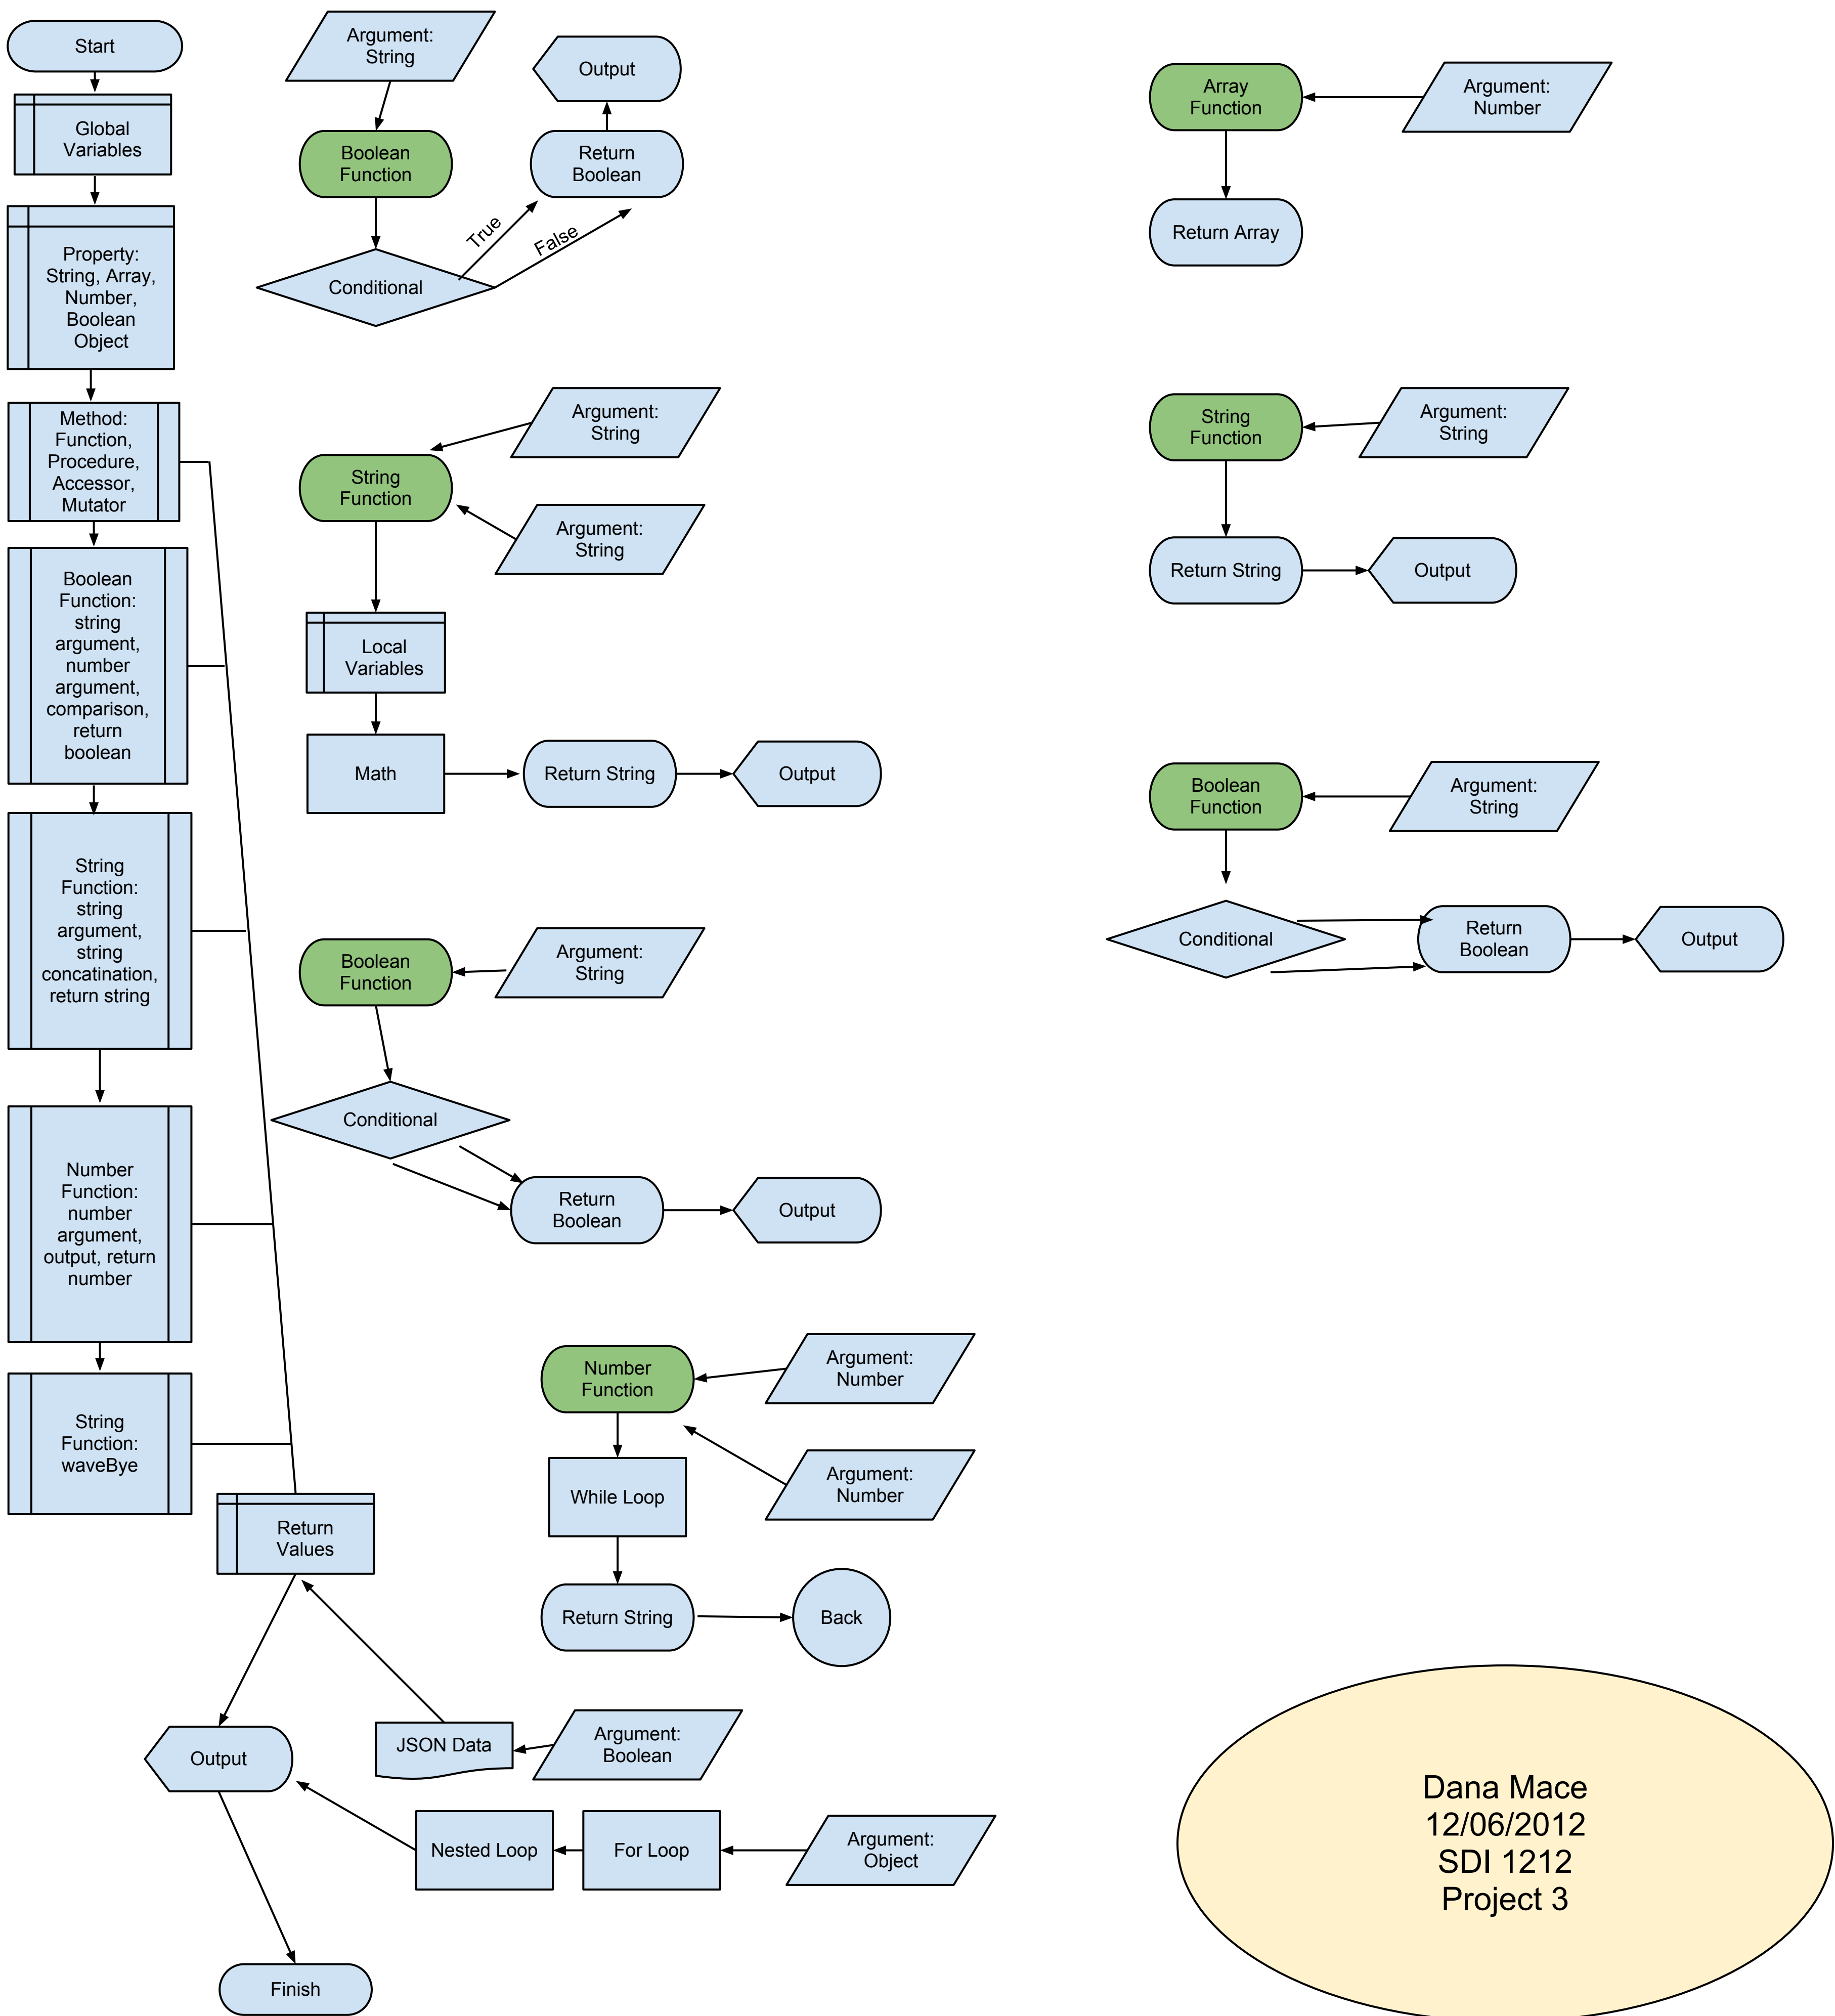 Start
Global
Variables
Property:
String, Array,
Number,
Boolean
Object
Method:
Function,
Procedure,
Accessor,
Mutator
Boolean
Function:
string
argument,
number
argument,
comparison,
return
boolean
String
Function:
string
argument,
string
concatination,
return string
Number
Function:
number
argument,
output, return
number
String
Function:
waveBye
Return
Values
Output
Finish
Argument:
String
Boolean
Function
Conditional
True
False
Return
Boolean
Output
Argument:
String
String
Function
Argument:
String
Local
Variables
Math
Return String
Output
Boolean
Function
Argument:
String
Conditional
Return
Boolean
Output
Number
Function
Argument:
Number
Argument:
Number
While Loop
Return String
Back
JSON Data
Argument:
Boolean
Nested Loop
For Loop
Argument:
Object
Array
Function
Argument:
Number
Return Array
String
Function
Argument:
String
Return String
Output
Boolean
Function
Argument:
String
Conditional
Return
Boolean
Output
Dana Mace
12/06/2012
SDI 1212
Project 3